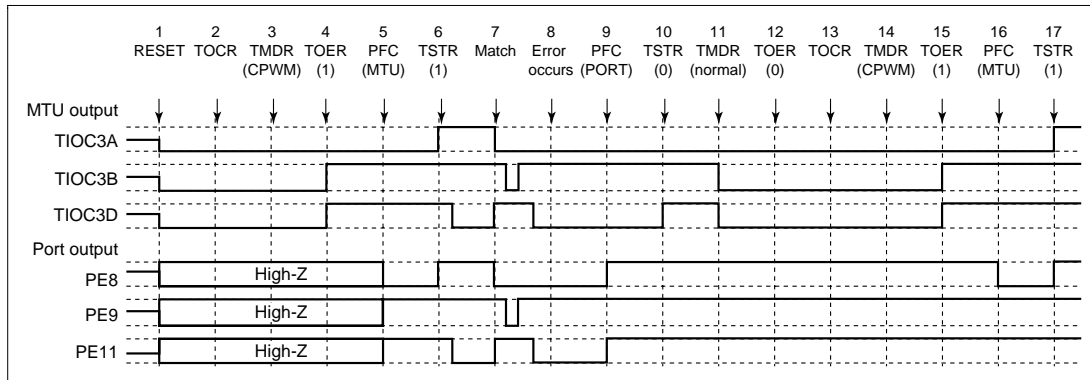 1 2 3 4 5 6 7 8 9 10 11 12 13 14 15 16 17
RESET TOCR TMDR TOER PFC TSTR Match Error PFC TSTR TMDR TOER TOCR TMDR TOER PFC TSTR
(CPWM) (1) (MTU) (1) occurs (PORT) (0) (normal) (0) (CPWM) (1) (MTU) (1)
MTU output
TIOC3A
TIOC3B
TIOC3D
Port output
PE8 High-Z
PE9 High-Z
PE11 High-Z